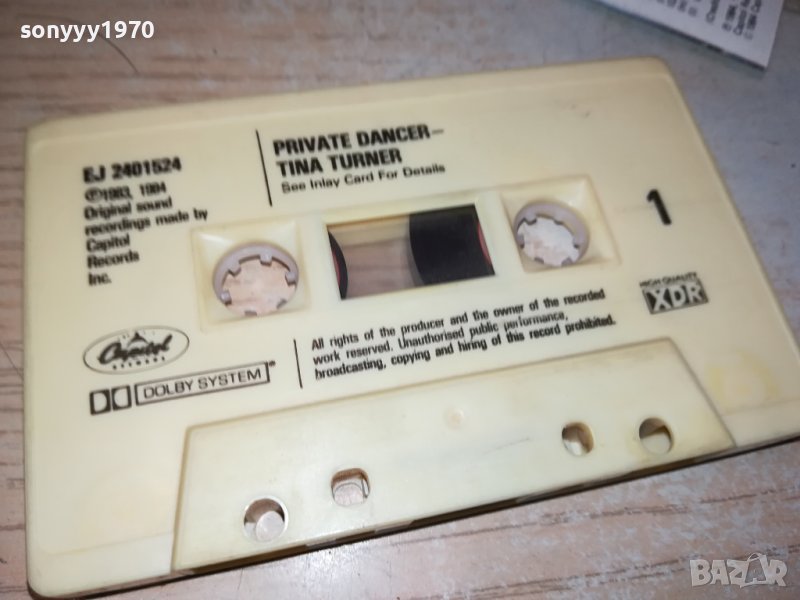 sonyyy1970
EJ 2401524
℗1983, 1984
Original sound
recordings made by
Capitol
Records
Inc.
PRIVATE DANCER—
TINA TURNER
See Inlay Card For Details
1
HIGH QUALITY
XDR
Capitol
RECORDS
DOLBY SYSTEM
All rights of the producer and the owner of the recorded
work reserved. Unauthorised public performance,
broadcasting, copying and hiring of this record prohibited.
BAZAR